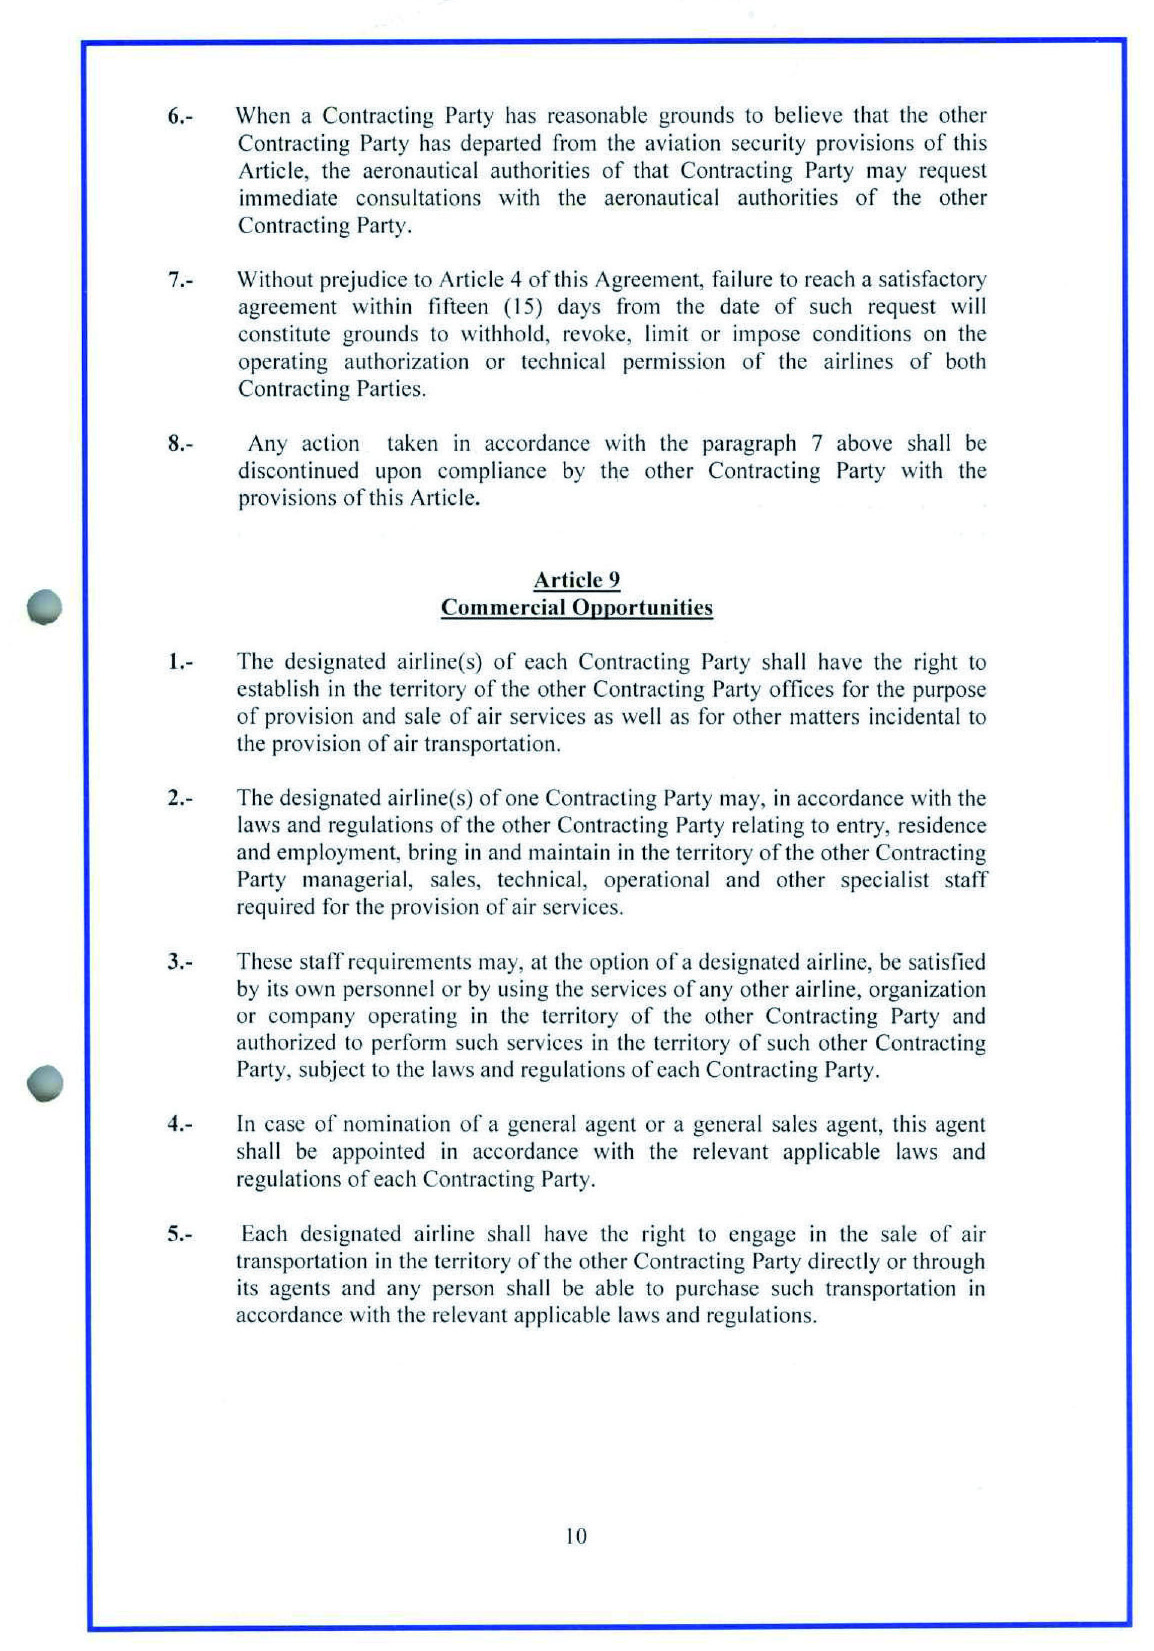 6.- When a Contracting Party has reasonable grounds to believe that the other
Contracting Party has departed from the aviation security provisions of this
Article, the aeronautical authorities of that Contracting Party may request
immediate consultations with the aeronautical authorities of the other
Contracting Party.
7.- Without prejudice to Article 4 of this Agreement, failure to reach a satisfactory
agreement within fifteen (15) days from the date of such request will
constitute grounds to withhold, revoke, limit or impose conditions on the
operating authorization or technical permission of the airlines of both
Contracting Parties.
8.- Any action taken in accordance with the paragraph 7 above shall be
discontinued upon compliance by the other Contracting Party with the
provisions of this Article.
Article 9
Commercial Opportunities
1.- The designated airline(s) of each Contracting Party shall have the right to
establish in the territory of the other Contracting Party offices for the purpose
of provision and sale of air services as well as for other matters incidental to
the provision of air transportation.
2.- The designated airline(s) of one Contracting Party may, in accordance with the
laws and regulations of the other Contracting Party relating to entry, residence
and employment, bring in and maintain in the territory of the other Contracting
Party managerial, sales, technical, operational and other specialist staff
required for the provision of air services.
3.- These staff requirements may, at the option of a designated airline, be satisfied
by its own personnel or by using the services of any other airline, organization
or company operating in the territory of the other Contracting Party and
authorized to perform such services in the territory of such other Contracting
Party, subject to the laws and regulations of each Contracting Party.
4.- In case of nomination of a general agent or a general sales agent, this agent
shall be appointed in accordance with the relevant applicable laws and
regulations of each Contracting Party.
5.- Each designated airline shall have the right to engage in the sale of air
transportation in the territory of the other Contracting Party directly or through
its agents and any person shall be able to purchase such transportation in
accordance with the relevant applicable laws and regulations.
10